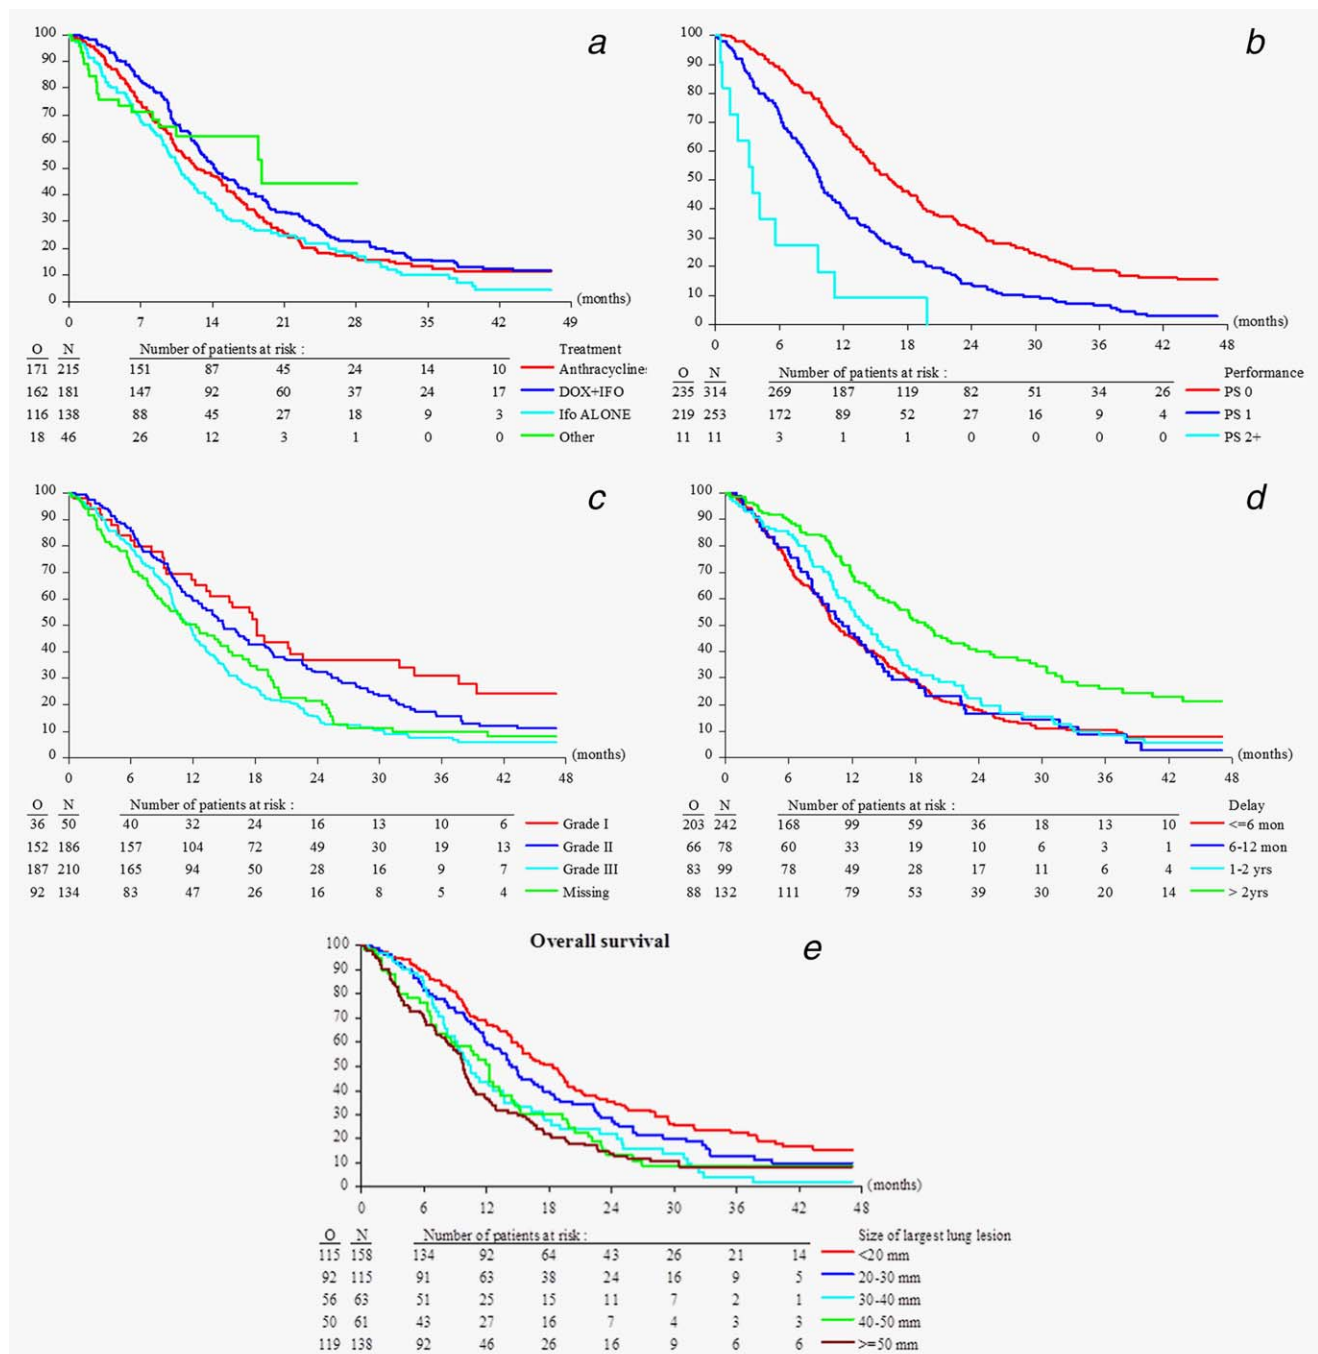 a
100
90
80
70
60
50
40
30
20
10
0
0 7 14 21 28 35 42 49
(months)
O N Number of patients at risk : Treatment
171 215 151 87 45 24 14 10 Anthracycline
162 181 147 92 60 37 24 17 DOX+IFO
116 138 88 45 27 18 9 3 Ifo ALONE
18 46 26 12 3 1 0 0 Other
b
100
90
80
70
60
50
40
30
20
10
0
0 6 12 18 24 30 36 42 48
(months)
O N Number of patients at risk : Performance
235 314 269 187 119 82 51 34 26 PS 0
219 253 172 89 52 27 16 9 4 PS 1
11 11 3 1 1 0 0 0 0 PS 2+
c
100
90
80
70
60
50
40
30
20
10
0
0 6 12 18 24 30 36 42 48
(months)
O N Number of patients at risk :
36 50 40 32 24 16 13 10 6 Grade I
152 186 157 104 72 49 30 19 13 Grade II
187 210 165 94 50 28 16 9 7 Grade III
92 134 83 47 26 16 8 5 4 Missing
d
100
90
80
70
60
50
40
30
20
10
0
0 6 12 18 24 30 36 42 48
(months)
O N Number of patients at risk : Delay
203 242 168 99 59 36 18 13 10 <=6 mon
66 78 60 33 19 10 6 3 1 6-12 mon
83 99 78 49 28 17 11 6 4 1-2 yrs
88 132 111 79 53 39 30 20 14 > 2yrs
Overall survival
e
100
90
80
70
60
50
40
30
20
10
0
0 6 12 18 24 30 36 42 48
(months)
O N Number of patients at risk : Size of largest lung lesion
115 158 134 92 64 43 26 21 14 <20 mm
92 115 91 63 38 24 16 9 5 20-30 mm
56 63 51 25 15 11 7 2 1 30-40 mm
50 61 43 27 16 7 4 3 3 40-50 mm
119 138 92 46 26 16 9 6 6 >=50 mm